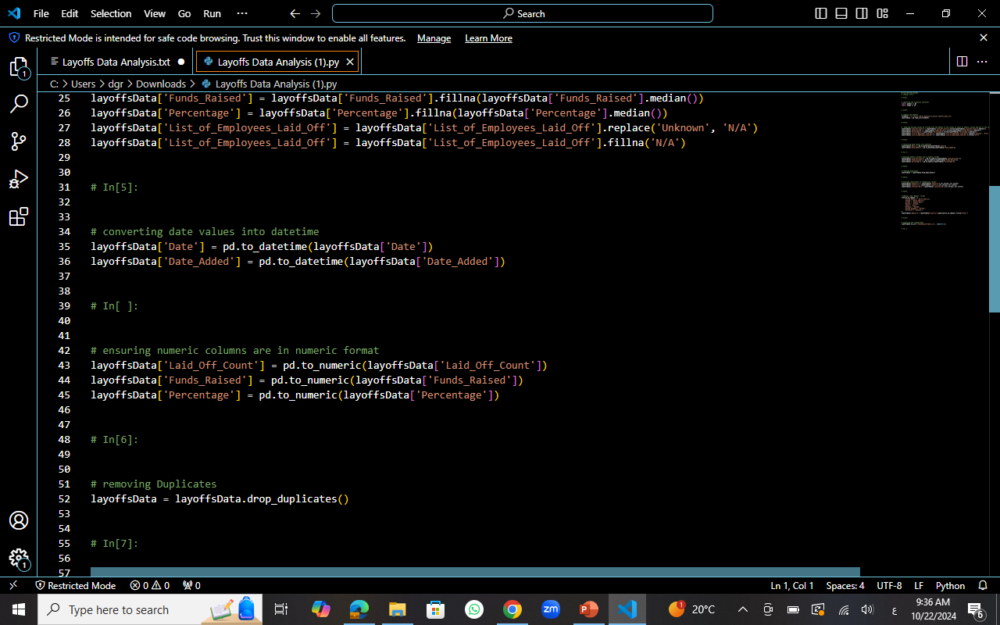 File Edit Selection View Go Run ··· Search
Restricted Mode is intended for safe code browsing. Trust this window to enable all features. Manage Learn More
Layoffs Data Analysis.txt Layoffs Data Analysis (1).py
C: > Users > dgr > Downloads > Layoffs Data Analysis (1).py
25 layoffsData['Funds_Raised'] = layoffsData['Funds_Raised'].fillna(layoffsData['Funds_Raised'].median())
26 layoffsData['Percentage'] = layoffsData['Percentage'].fillna(layoffsData['Percentage'].median())
27 layoffsData['List_of_Employees_Laid_Off'] = layoffsData['List_of_Employees_Laid_Off'].replace('Unknown', 'N/A')
28 layoffsData['List_of_Employees_Laid_Off'] = layoffsData['List_of_Employees_Laid_Off'].fillna('N/A')
29
30
31 # In[5]:
32
33
34 # converting date values into datetime
35 layoffsData['Date'] = pd.to_datetime(layoffsData['Date'])
36 layoffsData['Date_Added'] = pd.to_datetime(layoffsData['Date_Added'])
37
38
39 # In[ ]:
40
41
42 # ensuring numeric columns are in numeric format
43 layoffsData['Laid_Off_Count'] = pd.to_numeric(layoffsData['Laid_Off_Count'])
44 layoffsData['Funds_Raised'] = pd.to_numeric(layoffsData['Funds_Raised'])
45 layoffsData['Percentage'] = pd.to_numeric(layoffsData['Percentage'])
46
47
48 # In[6]:
49
50
51 # removing Duplicates
52 layoffsData = layoffsData.drop_duplicates()
53
54
55 # In[7]:
56
57
1
1
Restricted Mode 0 0 0 Ln 1, Col 1 Spaces: 4 UTF-8 LF Python
Type here to search zm 1 20°C ع 9:36 AM 6
10/22/2024